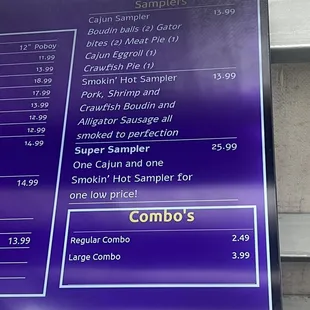 Samplers
Cajun Sampler 13.99
Boudin balls (2) Gator
bites (2) Meat Pie (1)
Cajun Eggroll (1)
Crawfish Pie (1)
Smokin' Hot Sampler 13.99
Pork, Shrimp and
Crawfish Boudin and
Alligator Sausage all
smoked to perfection
Super Sampler 25.99
One Cajun and one
Smokin' Hot Sampler for
one low price!
Combo's
Regular Combo 2.49
Large Combo 3.99
12" Poboy
11.99
13.99
18.99
17.99
13.99
12.99
12.99
14.99
14.99
13.99